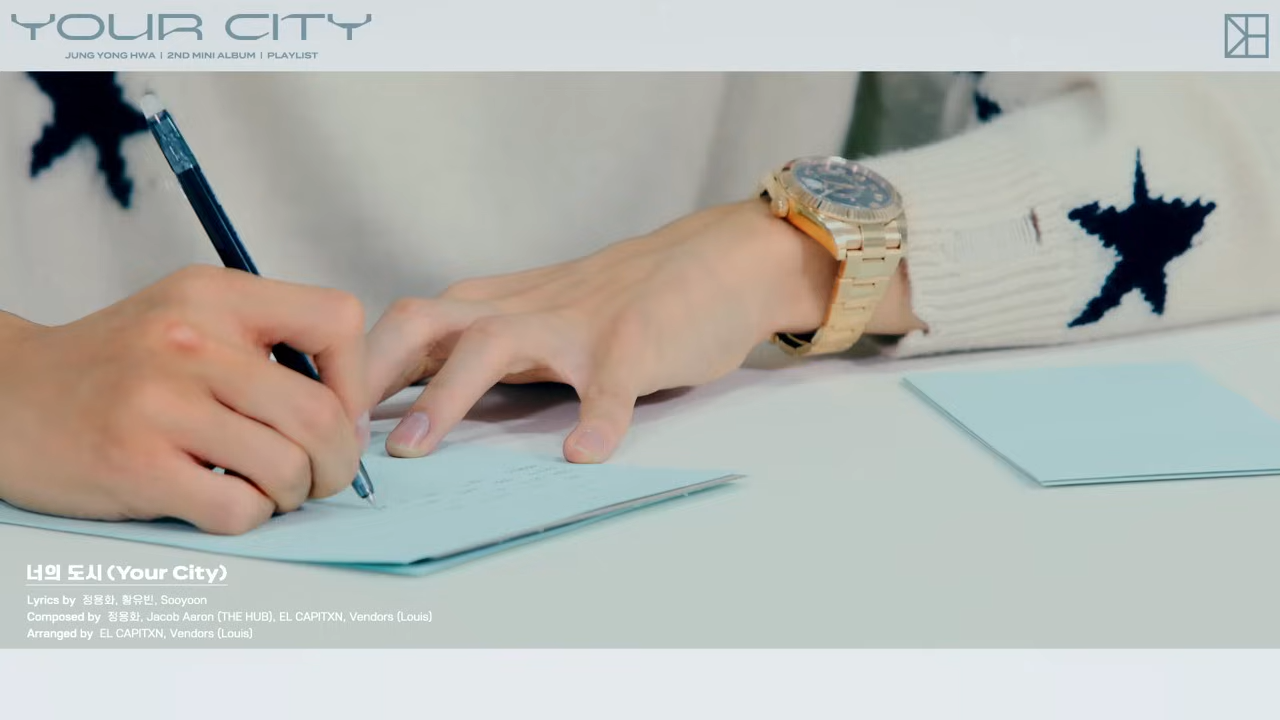 YOUR CITY
JUNG YONG HWA | 2ND MINI ALBUM | PLAYLIST
너의 도시 (Your City)
Lyrics by 정용화, 황유빈, Sooyoon
Composed by 정용화, Jacob Aaron (THE HUB), EL CAPITXN, Vendors (Louis)
Arranged by EL CAPITXN, Vendors (Louis)